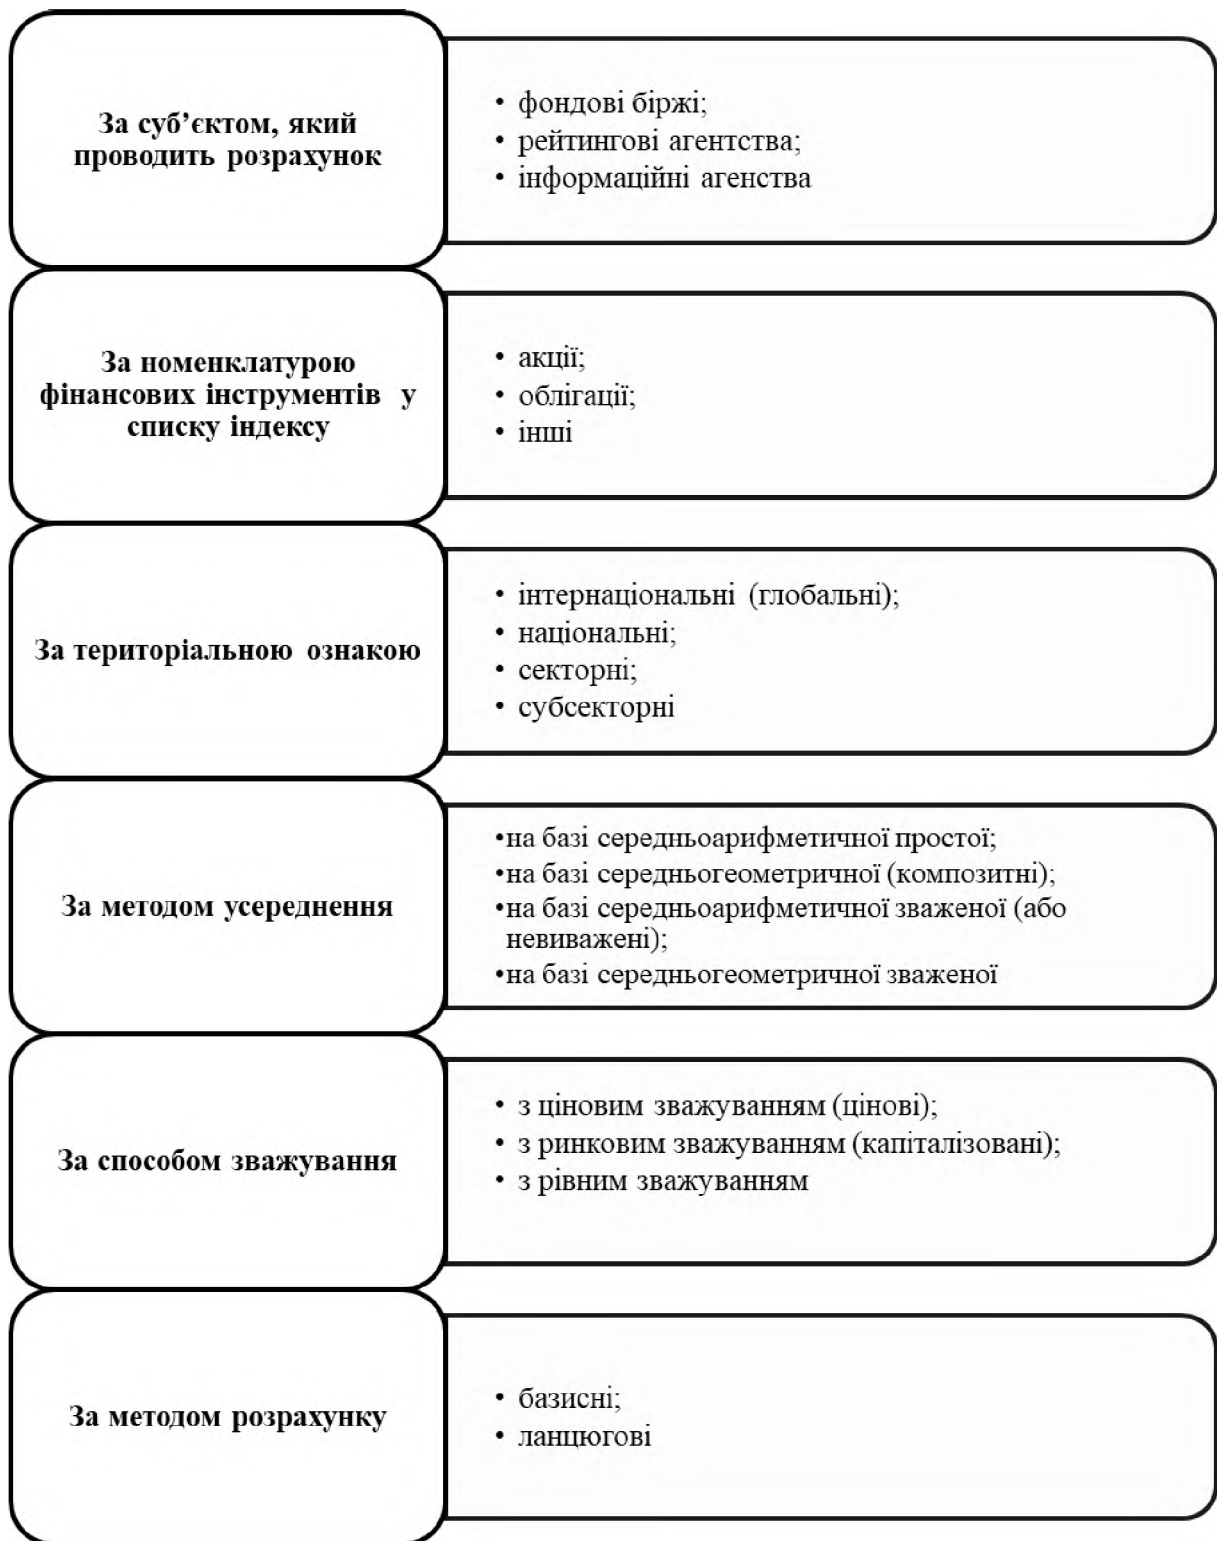 За суб’єктом, який
проводить розрахунок
• фондові біржі;
• рейтингові агентства;
• інформаційні агенства
За номенклатурою
фінансових інструментів у
списку індексу
• акції;
• облігації;
• інші
За територіальною ознакою
• інтернаціональні (глобальні);
• національні;
• секторні;
• субсекторні
За методом усереднення
•на базі середньоарифметичної простої;
•на базі середньогеометричної (композитні);
•на базі середньоарифметичної зваженої (або
невиважені);
•на базі середньогеометричної зваженої
За способом зважування
• з ціновим зважуванням (цінові);
• з ринковим зважуванням (капіталізовані);
• з рівним зважуванням
За методом розрахунку
• базисні;
• ланцюгові